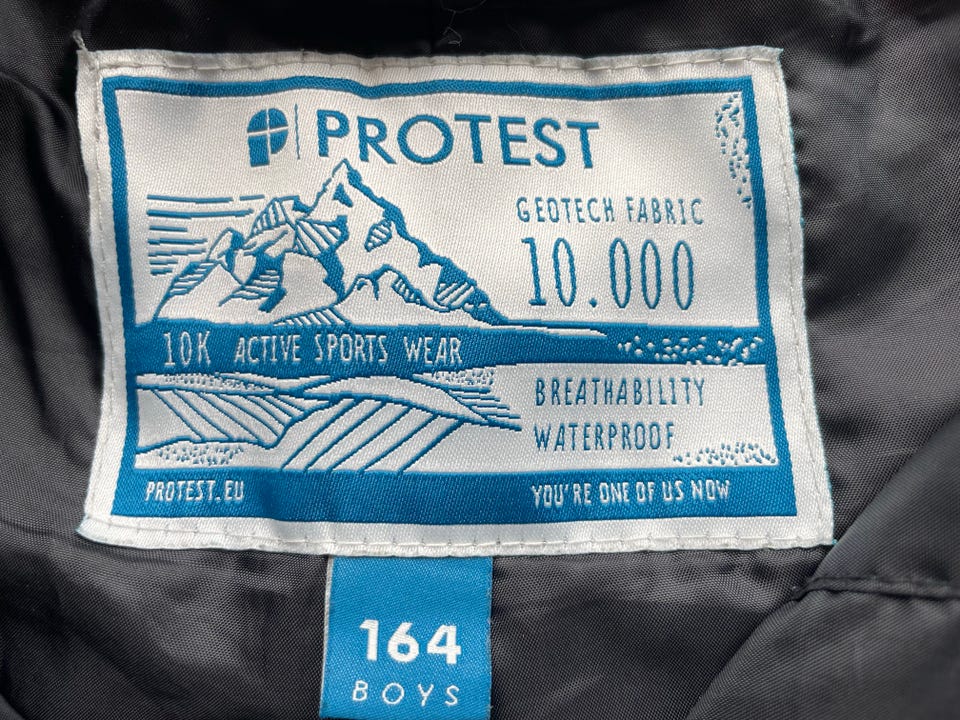 PROTEST
GEOTECH FABRIC
10.000
10K ACTIVE SPORTS WEAR
BREATHABILITY
WATERPROOF
PROTEST.EU
YOU'RE ONE OF US NOW
164
BOYS